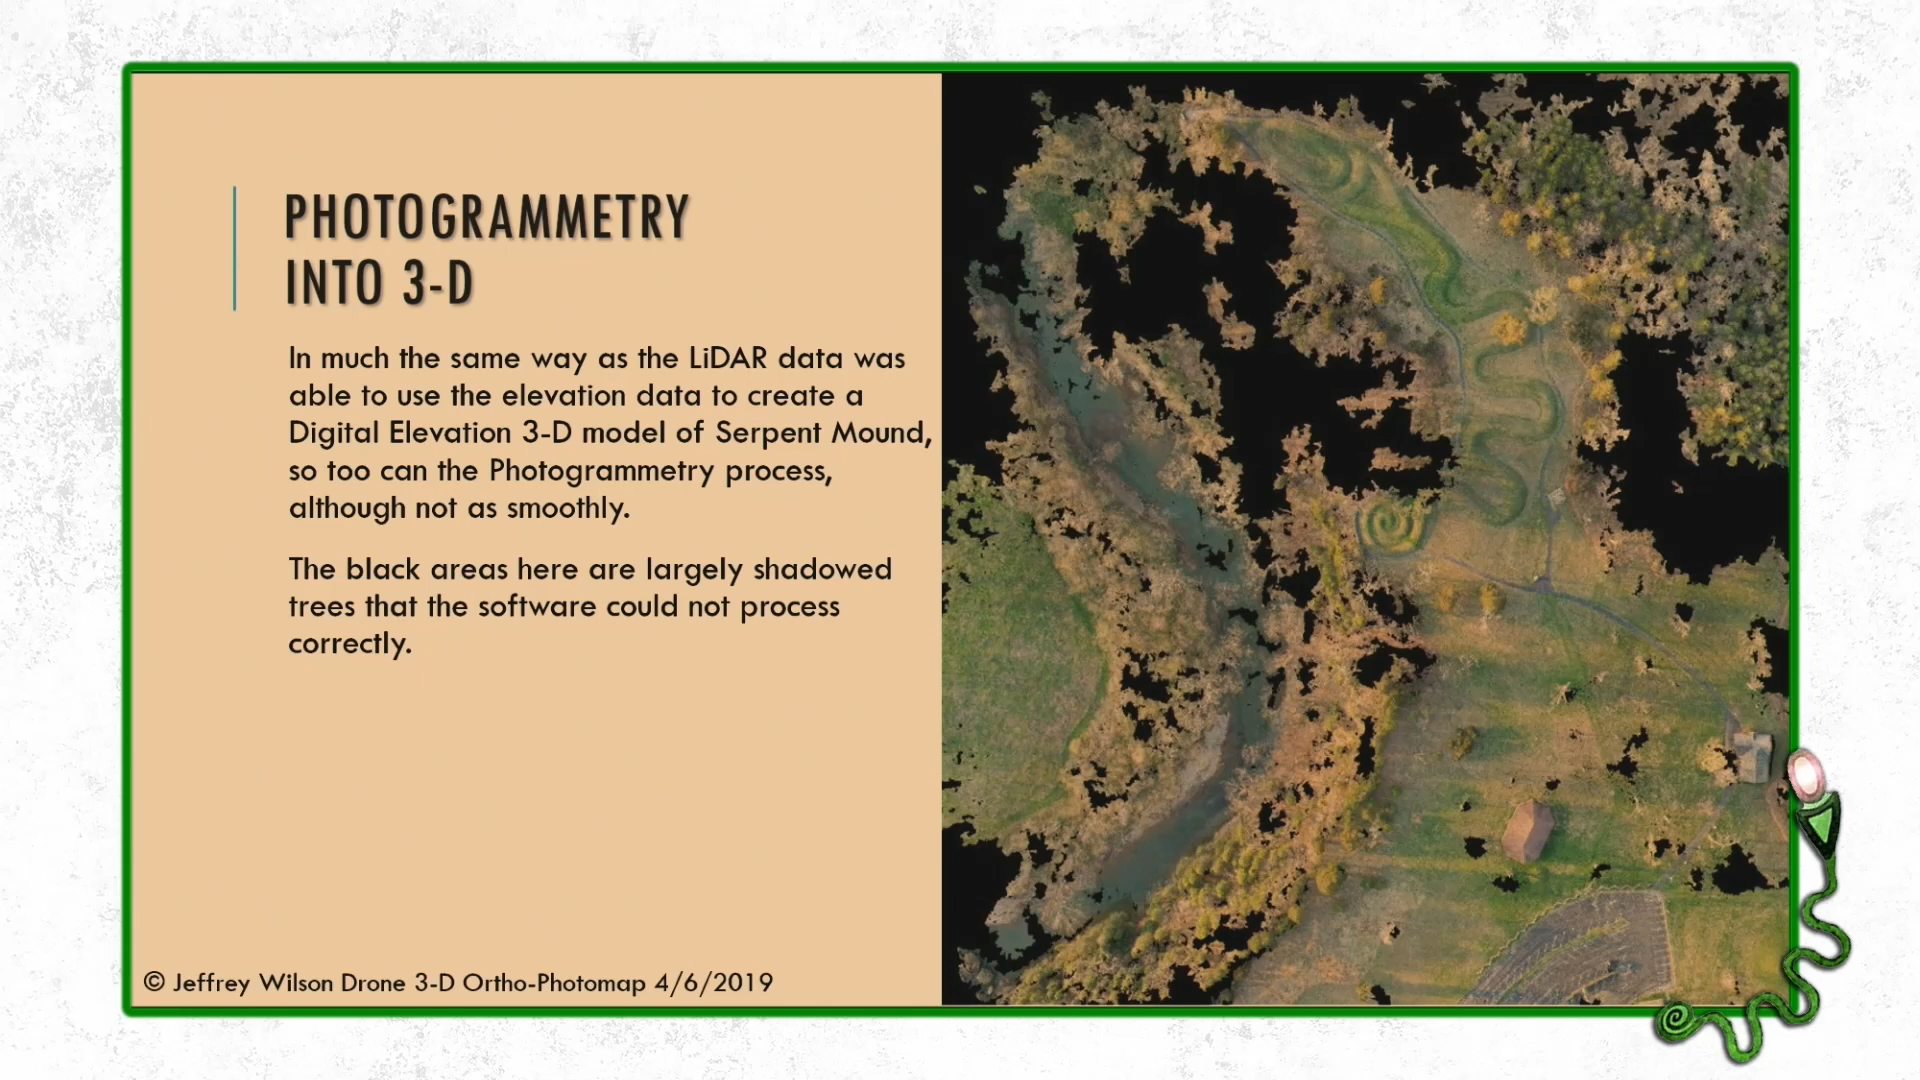 PHOTOGRAMMETRY
INTO 3-D
In much the same way as the LiDAR data was
able to use the elevation data to create a
Digital Elevation 3-D model of Serpent Mound,
so too can the Photogrammetry process,
although not as smoothly.
The black areas here are largely shadowed
trees that the software could not process
correctly.
© Jeffrey Wilson Drone 3-D Ortho-Photomap 4/6/2019